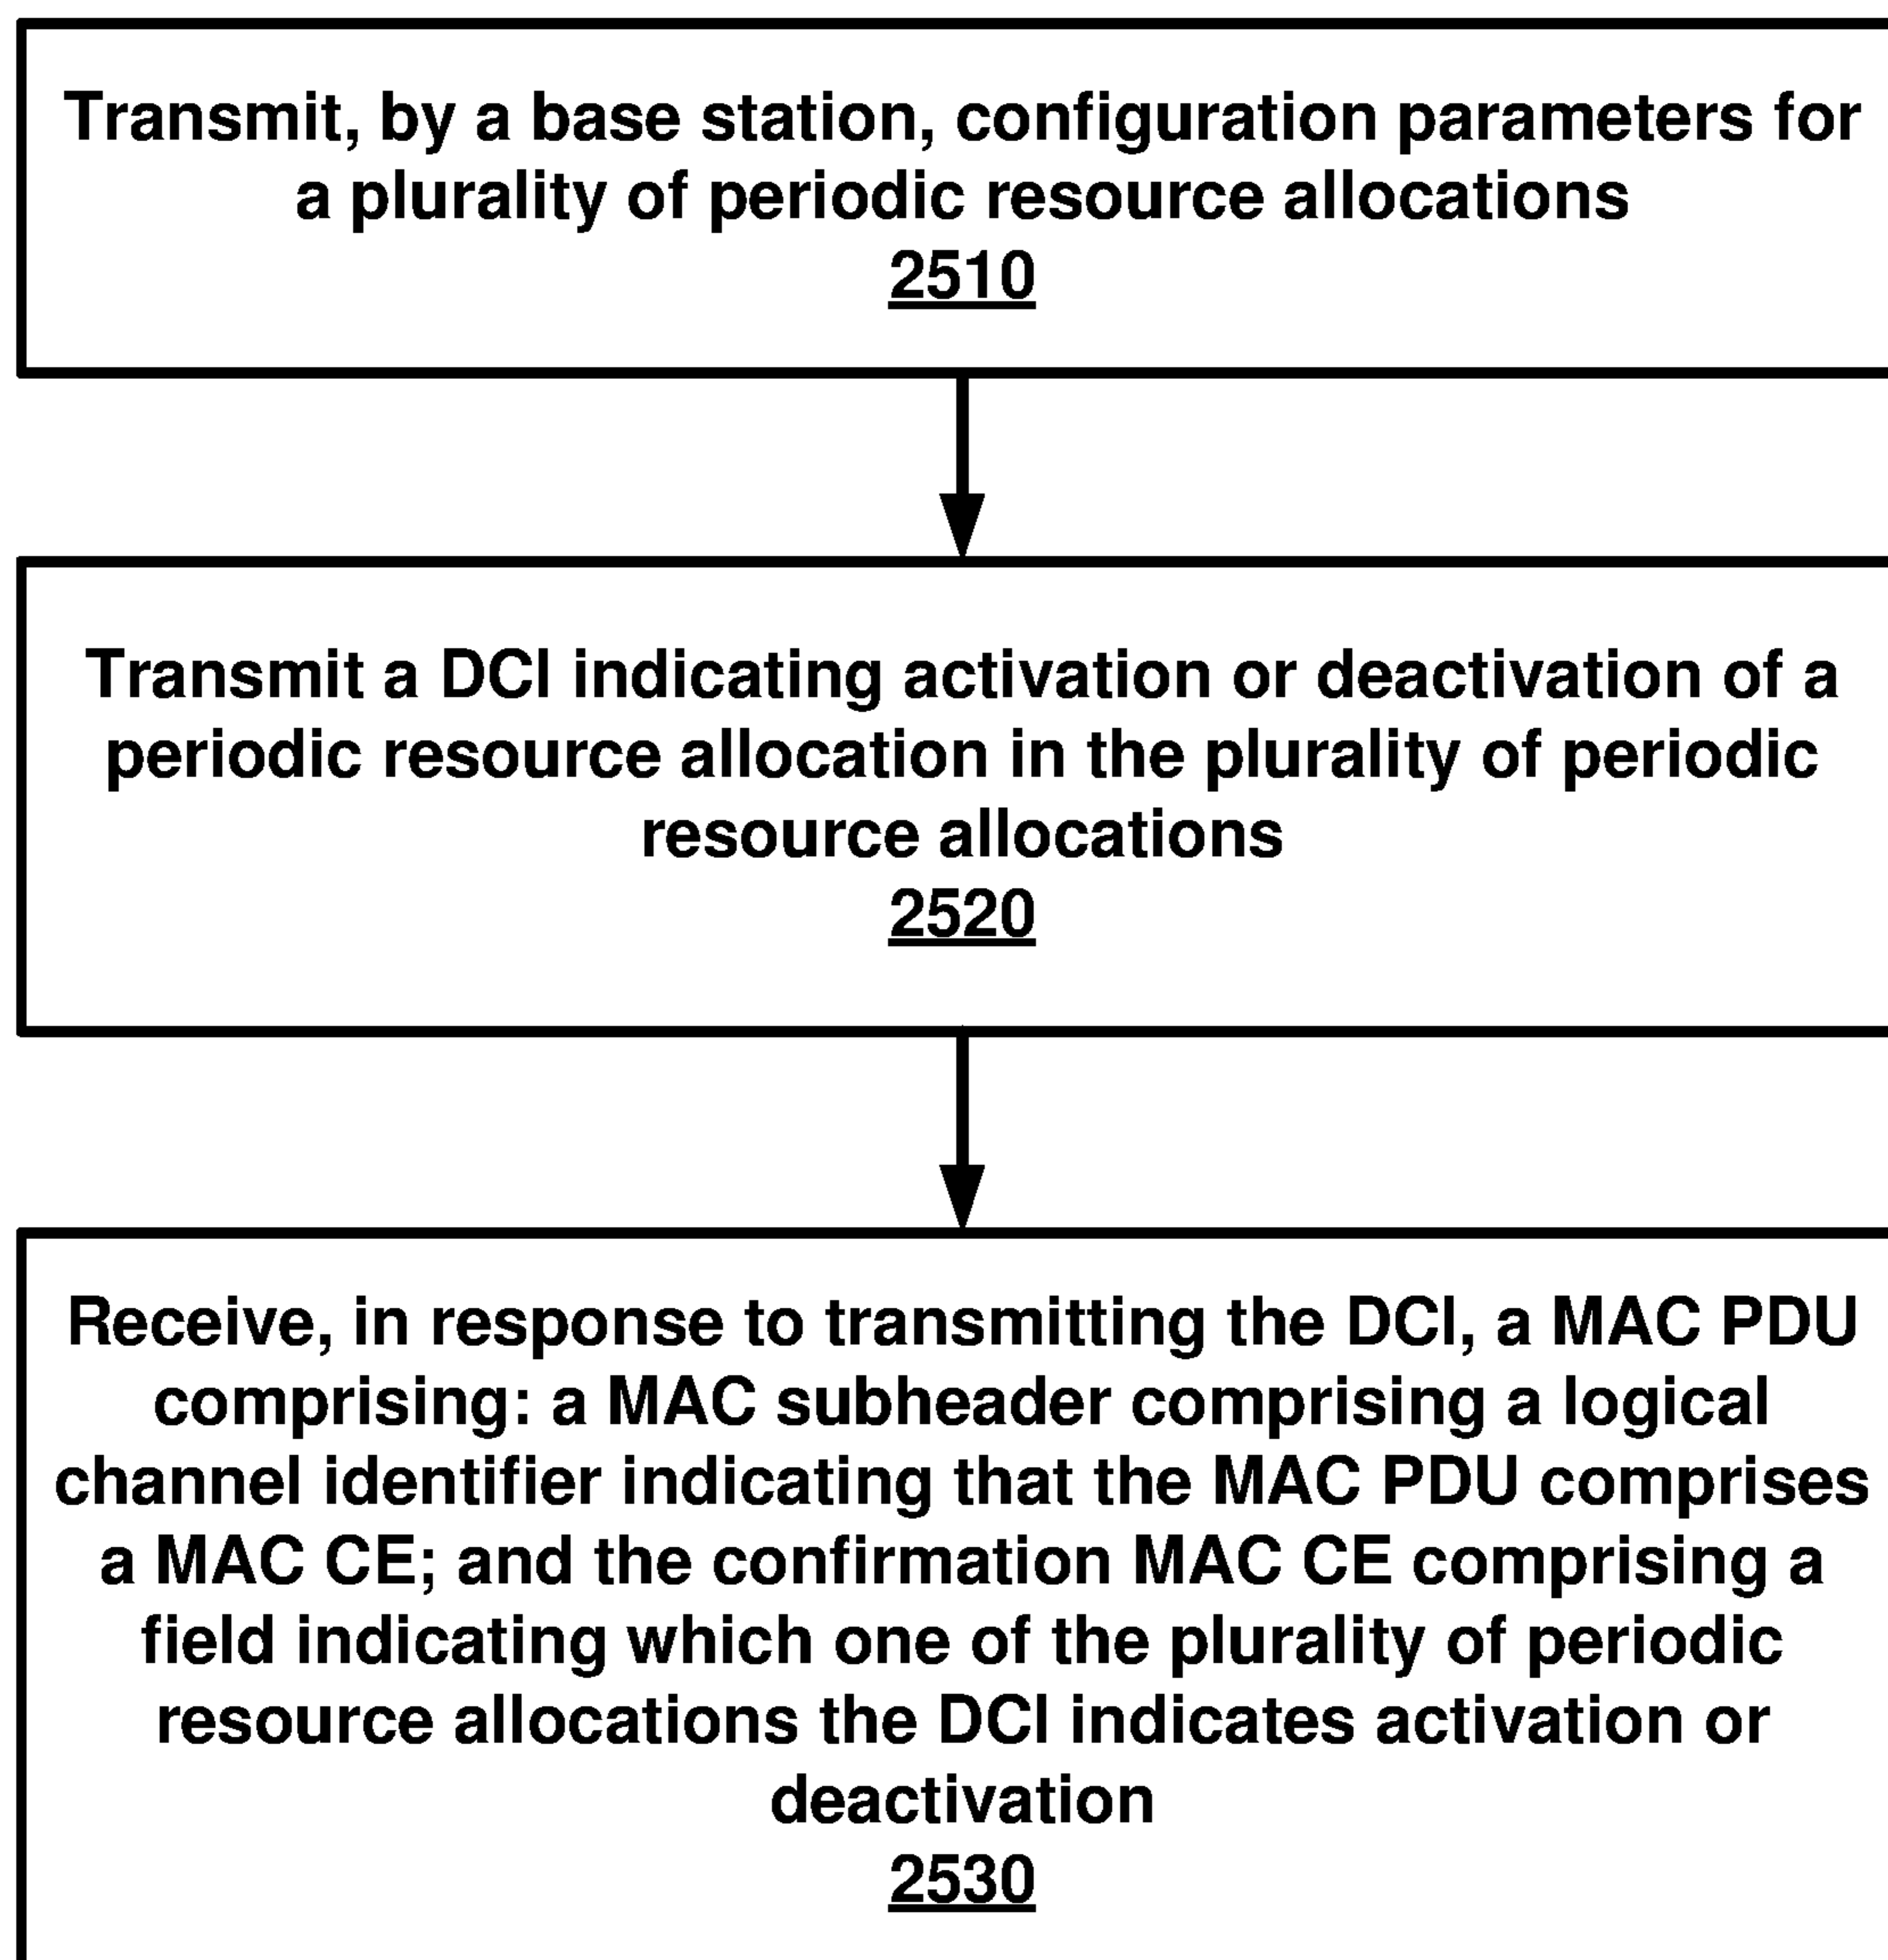 Transmit, by a base station, configuration parameters for
a plurality of periodic resource allocations
2510
Transmit a DCI indicating activation or deactivation of a
periodic resource allocation in the plurality of periodic
resource allocations
2520
Receive, in response to transmitting the DCI, a MAC PDU
comprising: a MAC subheader comprising a logical
channel identifier indicating that the MAC PDU comprises
a MAC CE; and the confirmation MAC CE comprising a
field indicating which one of the plurality of periodic
resource allocations the DCI indicates activation or
deactivation
2530